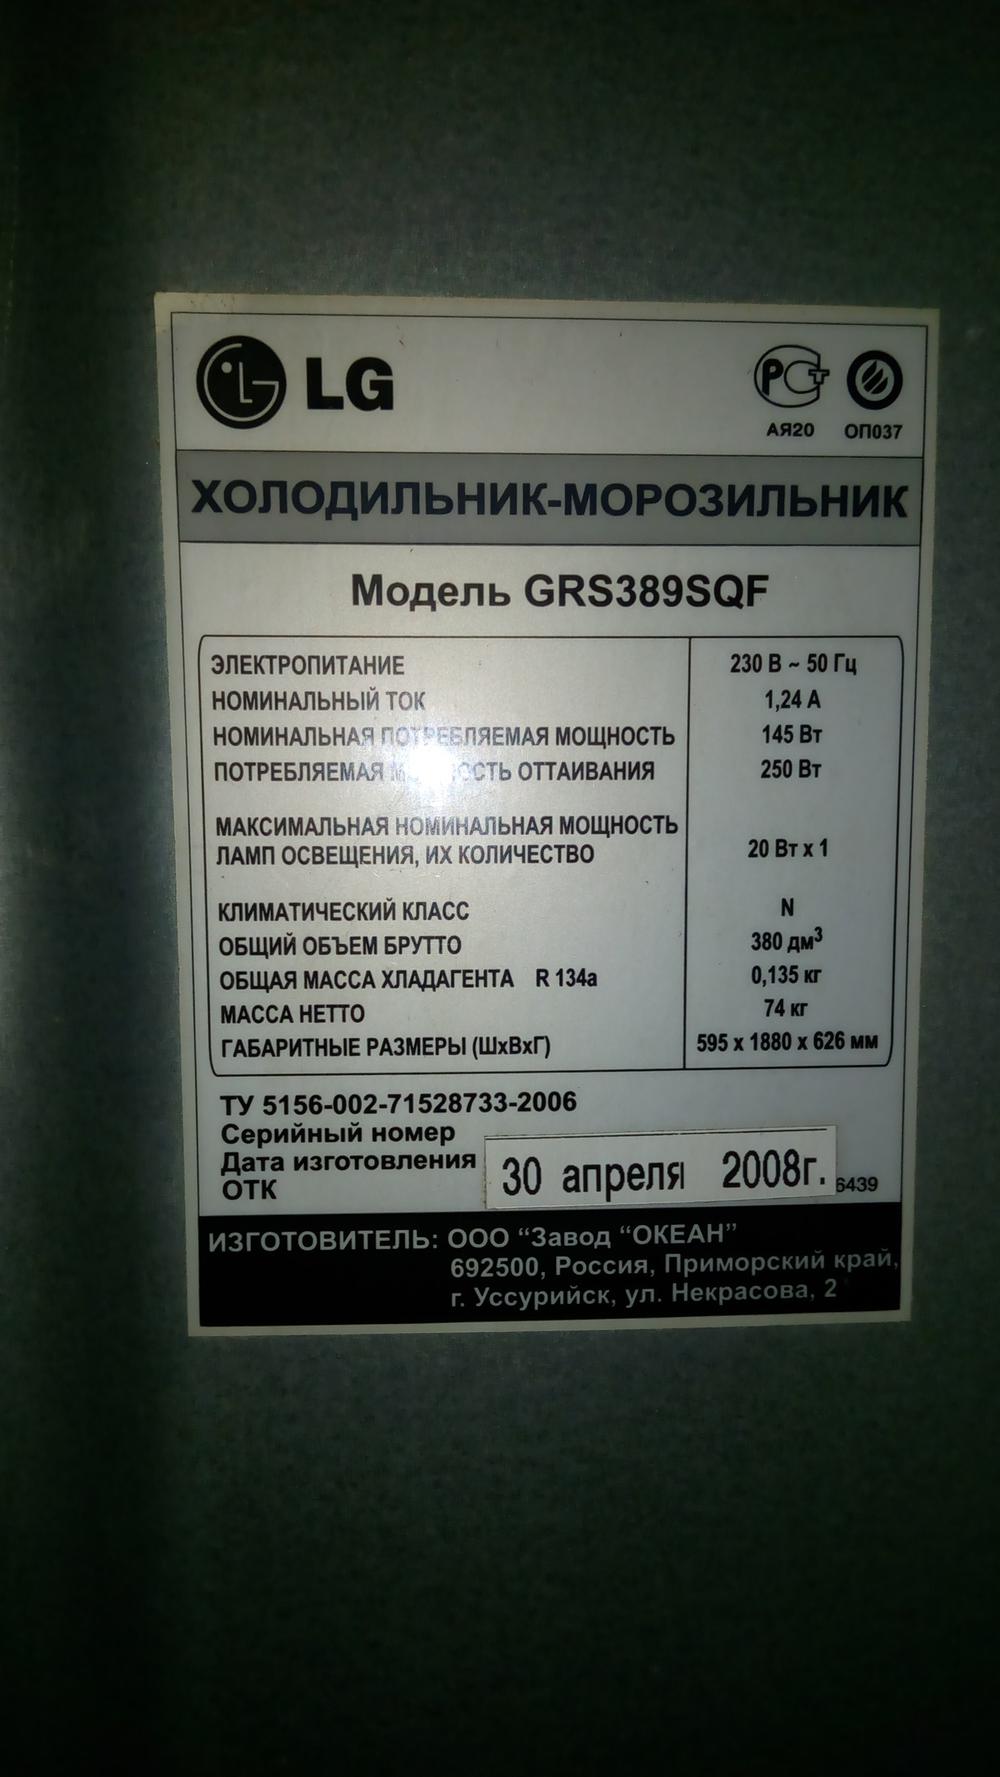 LG
РСТ
АЯ20 ОП037
ХОЛОДИЛЬНИК-МОРОЗИЛЬНИК
Модель GRS389SQF
ЭЛЕКТРОПИТАНИЕ 230 В ~ 50 Гц
НОМИНАЛЬНЫЙ ТОК 1,24 А
НОМИНАЛЬНАЯ ПОТРЕБЛЯЕМАЯ МОЩНОСТЬ 145 Вт
ПОТРЕБЛЯЕМАЯ МОЩНОСТЬ ОТТАИВАНИЯ 250 Вт
МАКСИМАЛЬНАЯ НОМИНАЛЬНАЯ МОЩНОСТЬ
ЛАМП ОСВЕЩЕНИЯ, ИХ КОЛИЧЕСТВО 20 Вт x 1
КЛИМАТИЧЕСКИЙ КЛАСС N
ОБЩИЙ ОБЪЕМ БРУТТО 380 дм³
ОБЩАЯ МАССА ХЛАДАГЕНТА R 134a 0,135 кг
МАССА НЕТТО 74 кг
ГАБАРИТНЫЕ РАЗМЕРЫ (ШхВхГ) 595 x 1880 x 626 мм
ТУ 5156-002-71528733-2006
Серийный номер
Дата изготовления 30 апреля 2008г.
ОТК 6439
ИЗГОТОВИТЕЛЬ: ООО “Завод “ОКЕАН”
692500, Россия, Приморский край,
г. Уссурийск, ул. Некрасова, 2